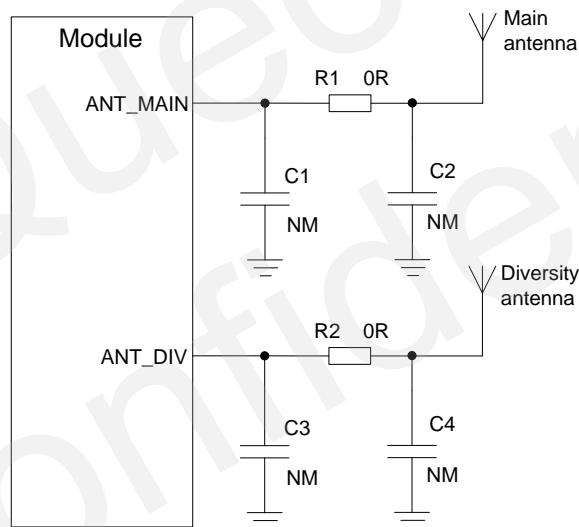 Module
Main
antenna
ANT_MAIN
R1 0R
C1
NM
C2
NM
Diversity
antenna
ANT_DIV
R2 0R
C3
NM
C4
NM